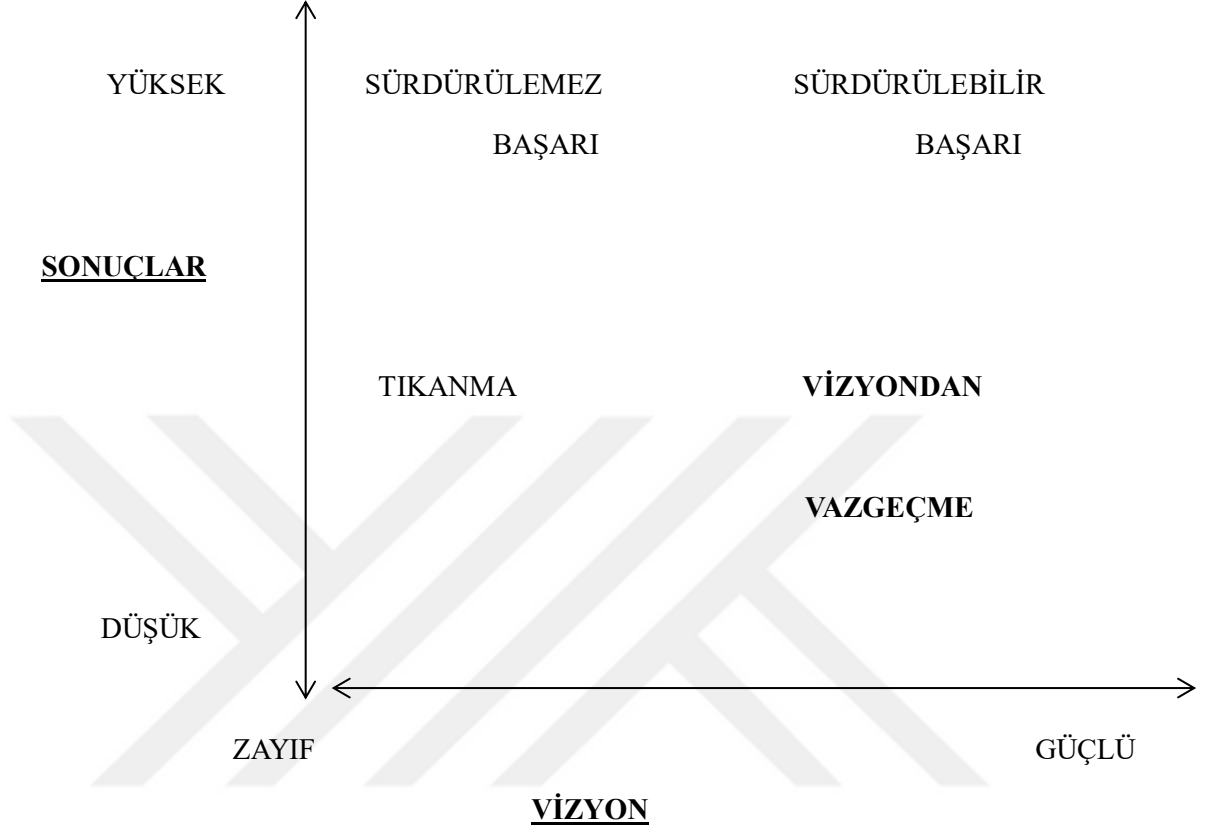 YÜKSEK SÜRDÜRÜLEMEZ SÜRDÜRÜLEBİLİR
BAŞARI BAŞARI
SONUÇLAR
TIKANMA VİZYONDAN
VAZGEÇME
DÜŞÜK
ZAYIF GÜÇLÜ
VİZYON